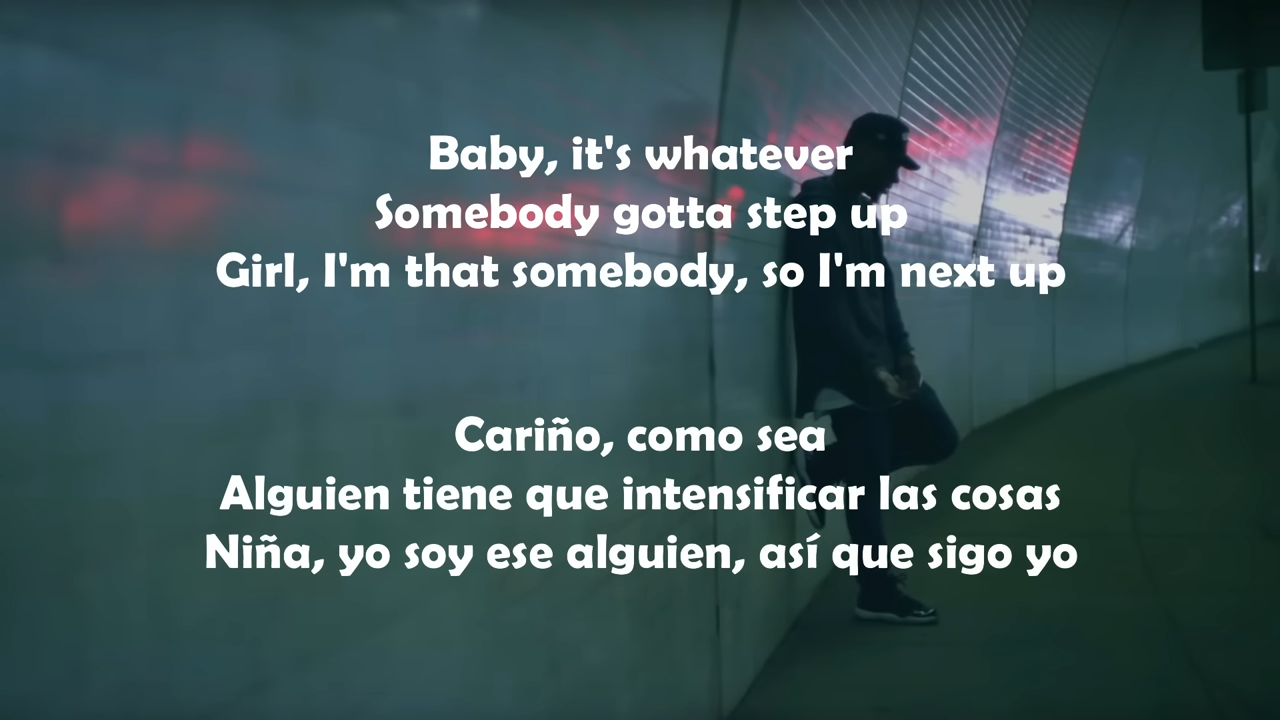 Baby, it's whatever
Somebody gotta step up
Girl, I'm that somebody, so I'm next up
Cariño, como sea
Alguien tiene que intensificar las cosas
Niña, yo soy ese alguien, así que sigo yo